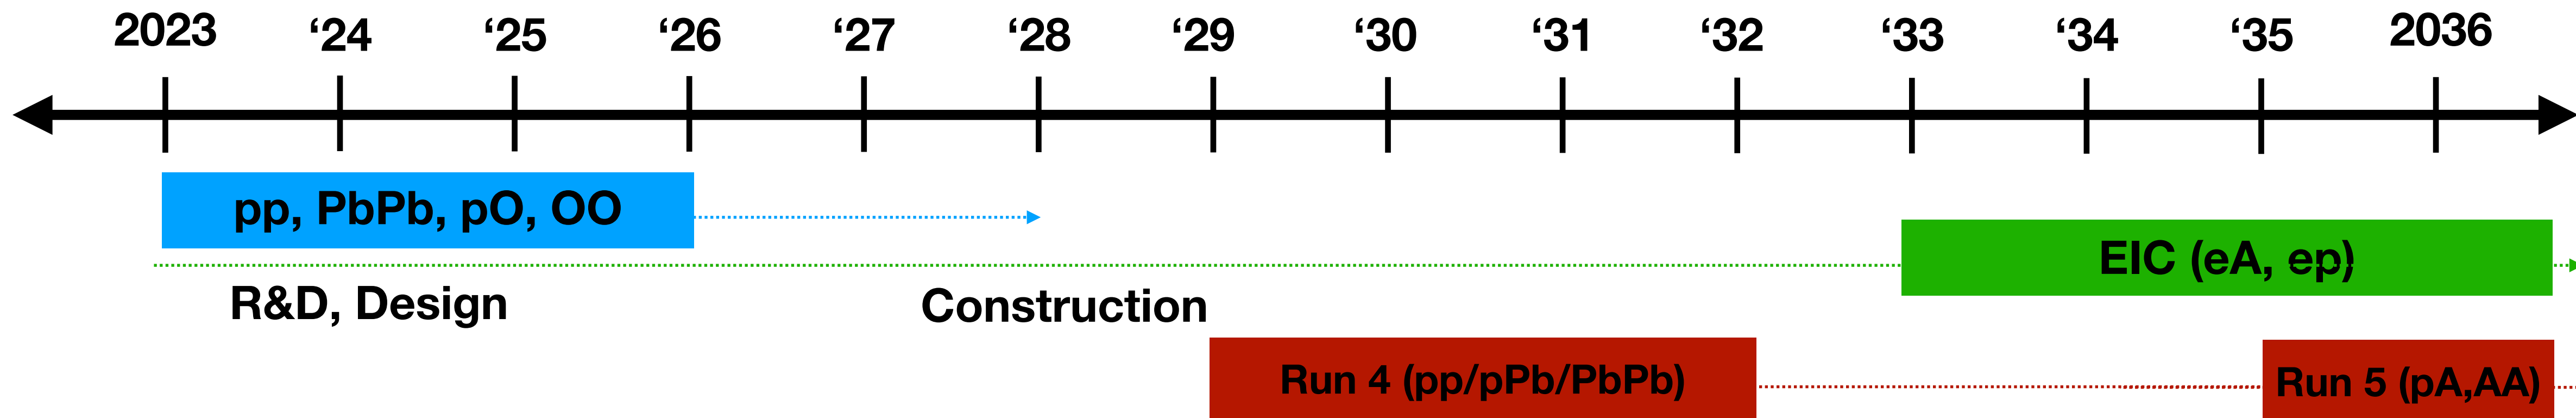 2023 ‘24 ‘25 ‘26 ‘27 ‘28 ‘29 ‘30 ‘31 ‘32 ‘33 ‘34 ‘35 2036
pp, PbPb, pO, OO
EIC (eA, ep)
R&D, Design
Construction
Run 4 (pp/pPb/PbPb)
Run 5 (pA,AA)